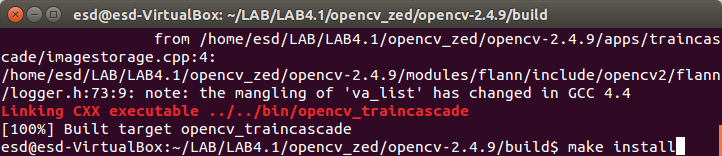 esd@esd-VirtualBox: ~/LAB/LAB4.1/opencv_zed/opencv-2.4.9/build
from /home/esd/LAB/LAB4.1/opencv_zed/opencv-2.4.9/apps/traincas
cade/imagestorage.cpp:4:
/home/esd/LAB/LAB4.1/opencv_zed/opencv-2.4.9/modules/flann/include/opencv2/flann
/logger.h:73:9: note: the mangling of 'va_list' has changed in GCC 4.4
Linking CXX executable ../../bin/opencv_traincascade
[100%] Built target opencv_traincascade
esd@esd-VirtualBox:~/LAB/LAB4.1/opencv_zed/opencv-2.4.9/build$ make install